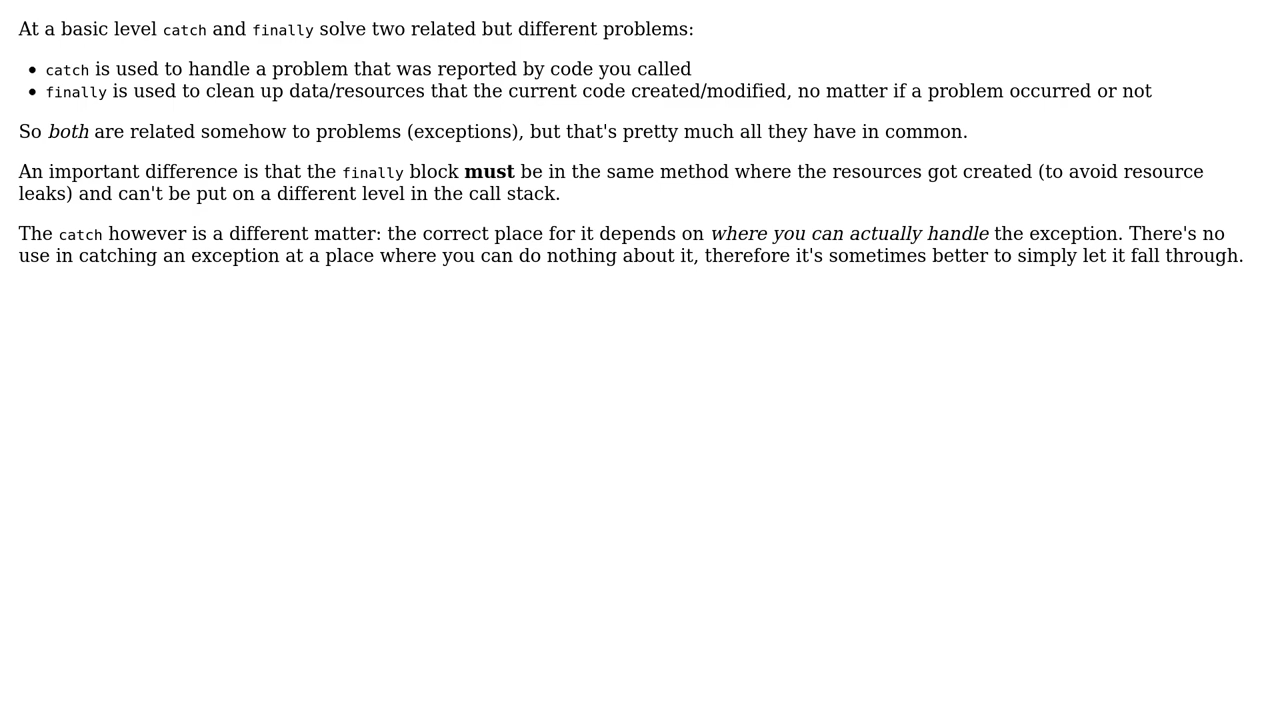 At a basic level catch and finally solve two related but different problems:
• catch is used to handle a problem that was reported by code you called
• finally is used to clean up data/resources that the current code created/modified, no matter if a problem occurred or not
So both are related somehow to problems (exceptions), but that's pretty much all they have in common.
An important difference is that the finally block must be in the same method where the resources got created (to avoid resource
leaks) and can't be put on a different level in the call stack.
The catch however is a different matter: the correct place for it depends on where you can actually handle the exception. There's no
use in catching an exception at a place where you can do nothing about it, therefore it's sometimes better to simply let it fall through.